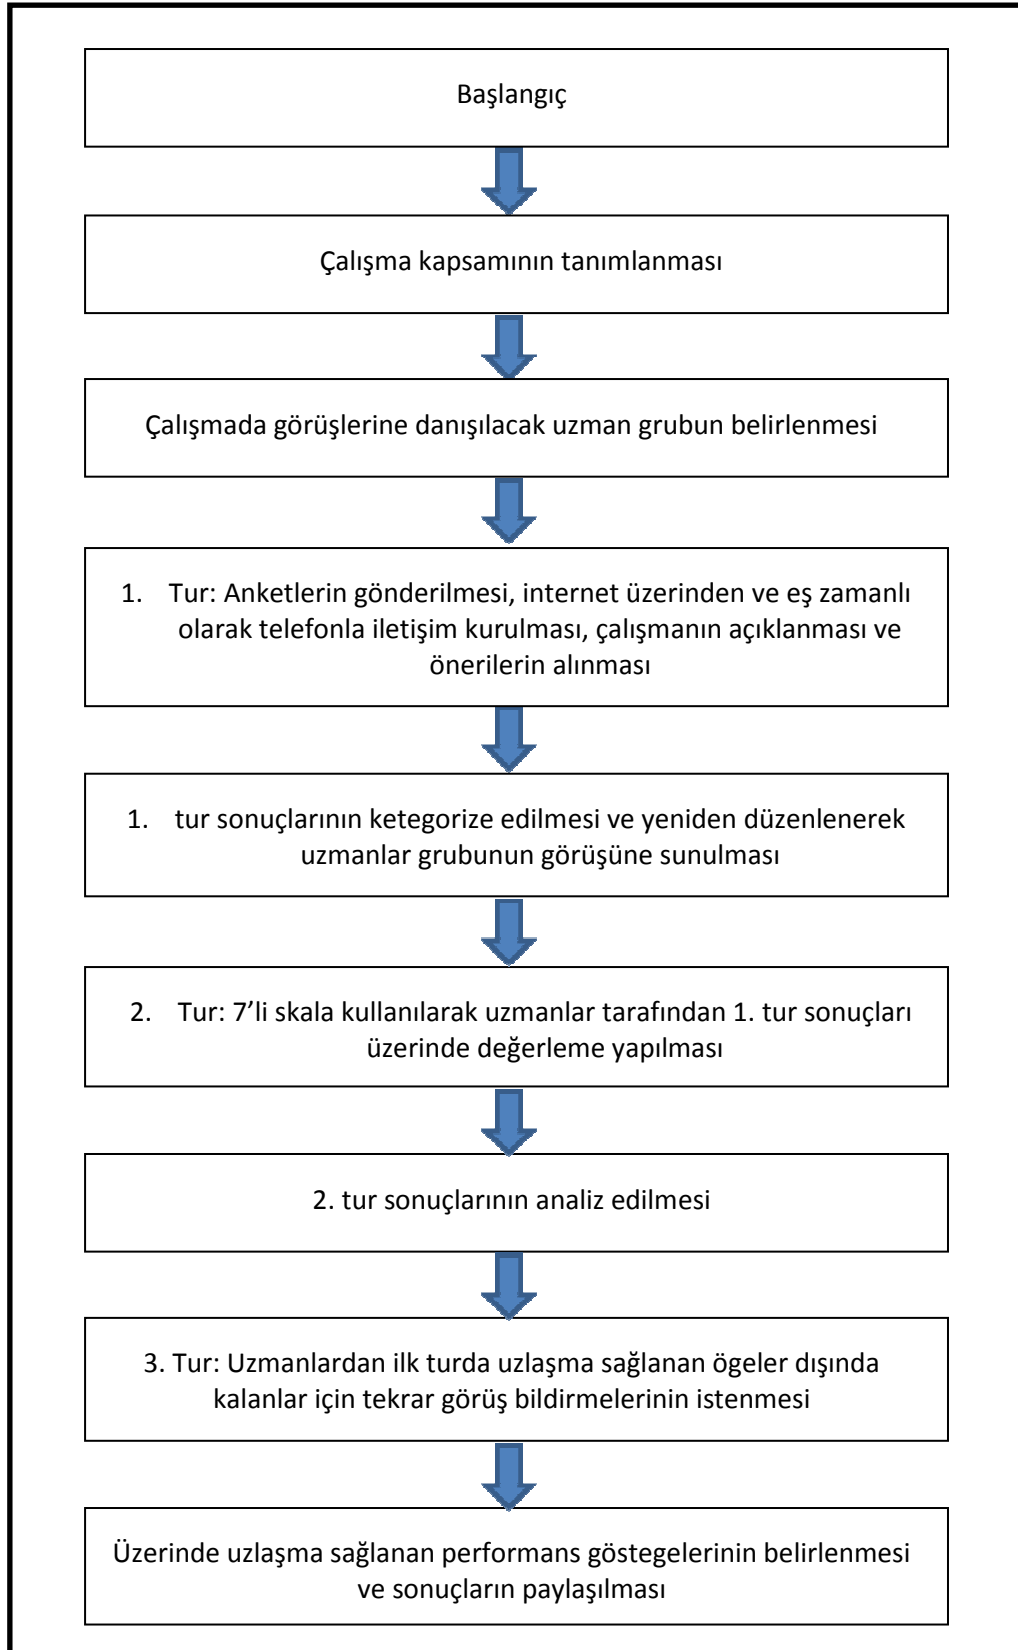 Başlangıç
Çalışma kapsamının tanımlanması
Çalışmada görüşlerine danışılacak uzman grubun belirlenmesi
1. Tur: Anketlerin gönderilmesi, internet üzerinden ve eş zamanlı
olarak telefonla iletişim kurulması, çalışmanın açıklanması ve
önerilerin alınması
1. tur sonuçlarının ketegorize edilmesi ve yeniden düzenlenerek
uzmanlar grubunun görüşüne sunulması
2. Tur: 7’li skala kullanılarak uzmanlar tarafından 1. tur sonuçları
üzerinde değerleme yapılması
2. tur sonuçlarının analiz edilmesi
3. Tur: Uzmanlardan ilk turda uzlaşma sağlanan ögeler dışında
kalanlar için tekrar görüş bildirmelerinin istenmesi
Üzerinde uzlaşma sağlanan performans göstegelerinin belirlenmesi
ve sonuçların paylaşılması